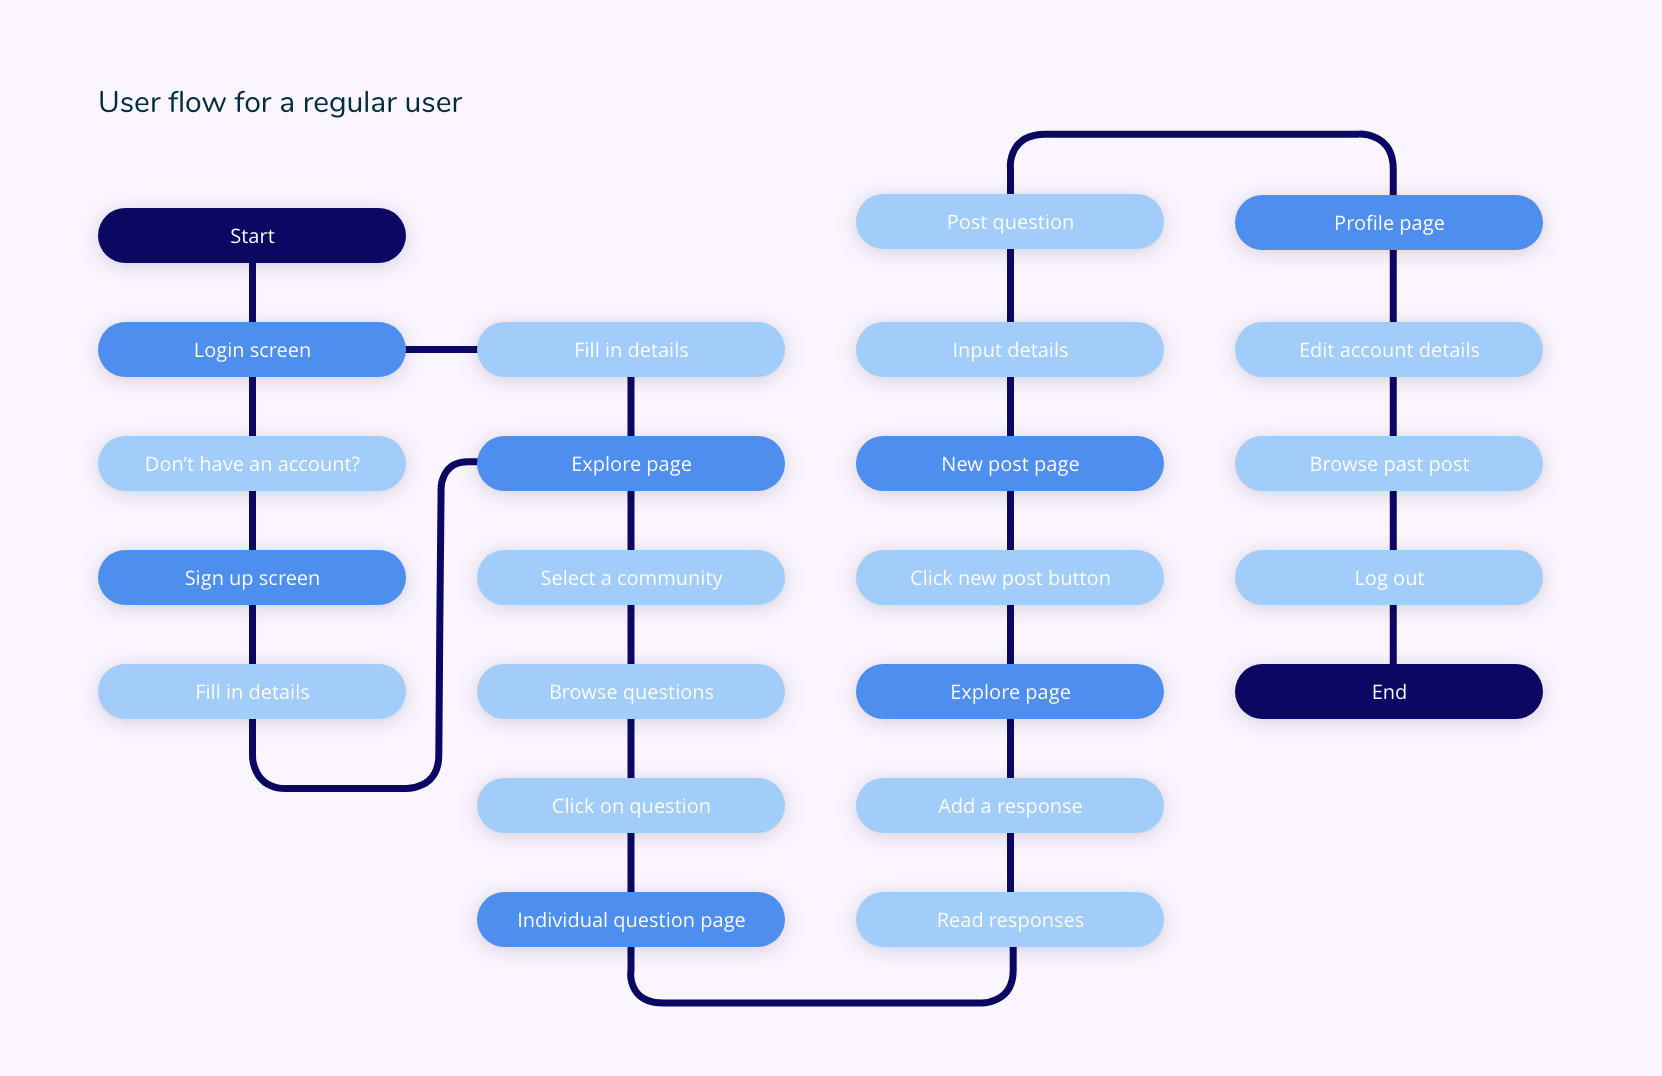 User flow for a regular user
Start
Login screen
Don’t have an account?
Sign up screen
Fill in details
Fill in details
Explore page
Select a community
Browse questions
Click on question
Individual question page
Post question
Input details
New post page
Click new post button
Explore page
Add a response
Read responses
Profile page
Edit account details
Browse past post
Log out
End